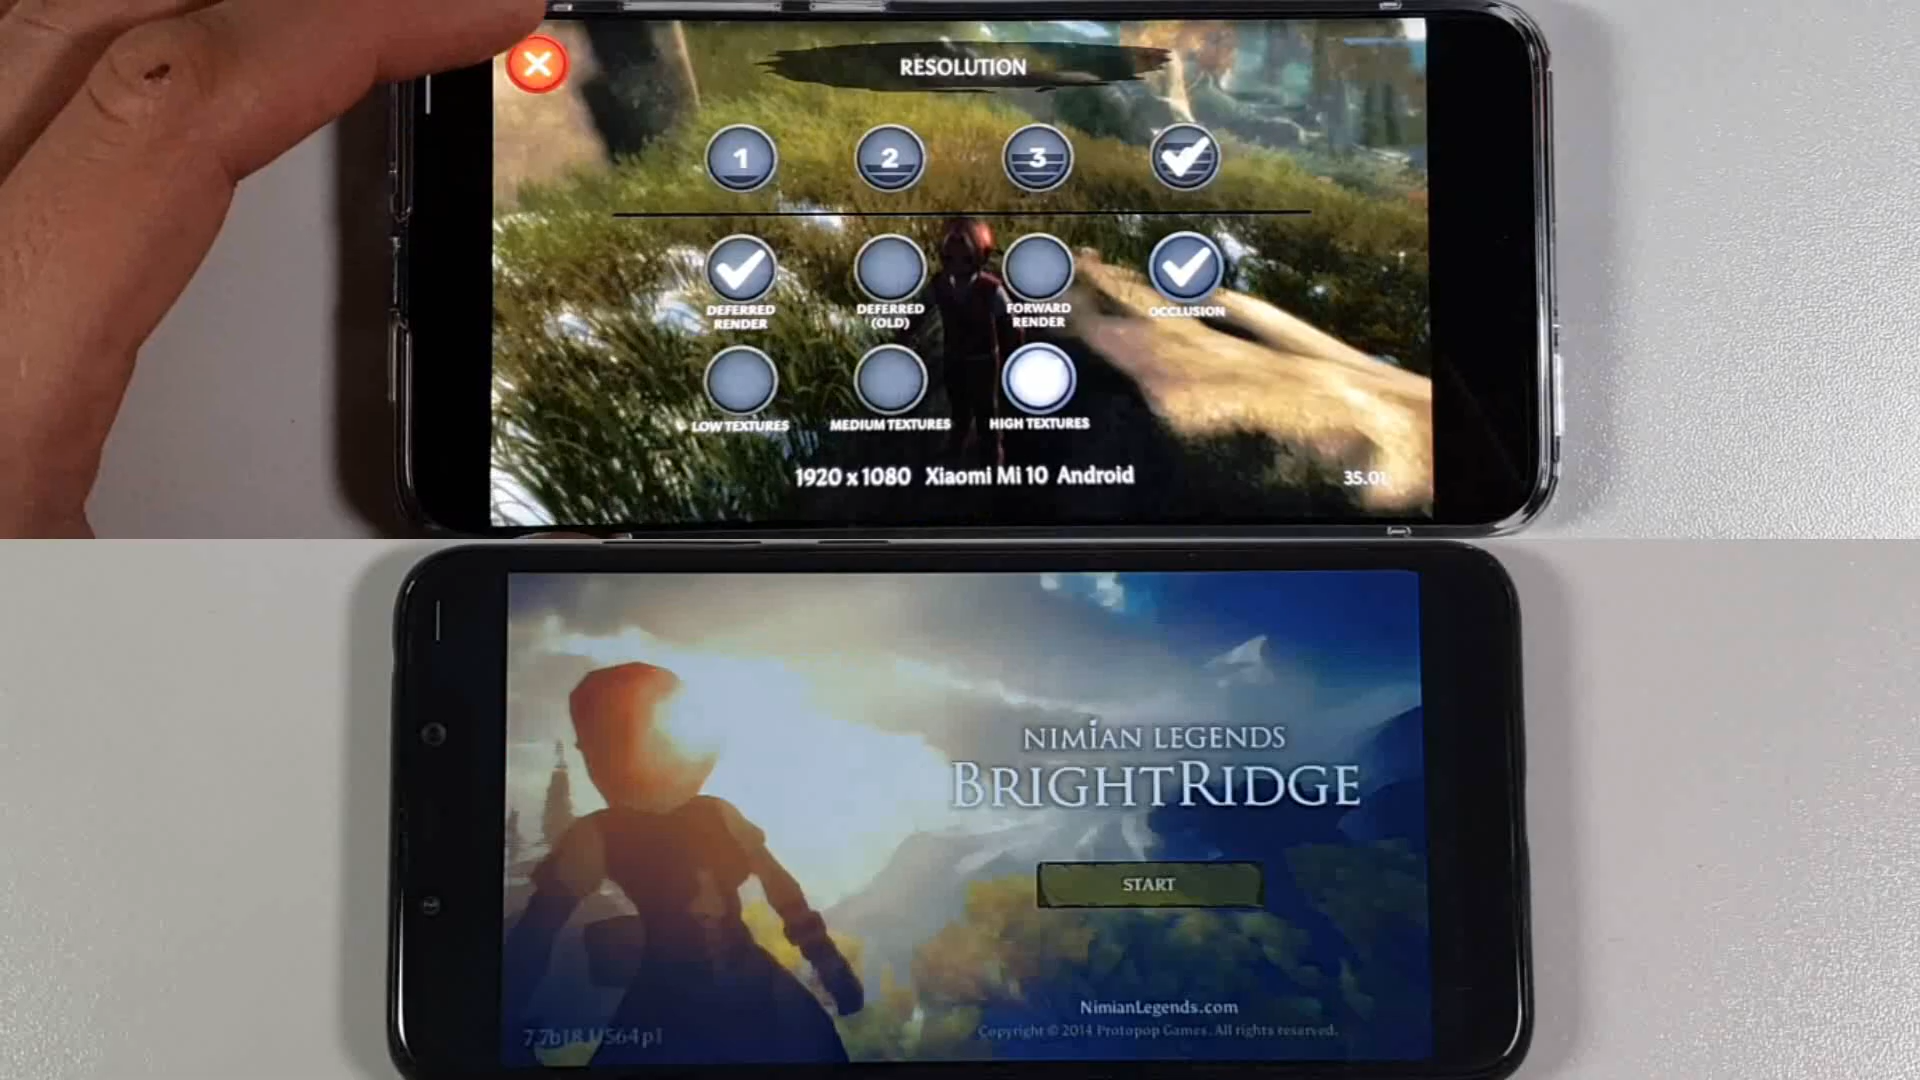 RESOLUTION
1 2 3
DEFERRED RENDER
DEFERRED (OLD)
FORWARD RENDER
OCCLUSION
LOW TEXTURES
MEDIUM TEXTURES
HIGH TEXTURES
1920 x 1080 Xiaomi Mi 10 Android
NIMIAN LEGENDS
BRIGHTRIDGE
START
NimianLegends.com
Copyright © 2014 Protopop Games. All rights reserved.